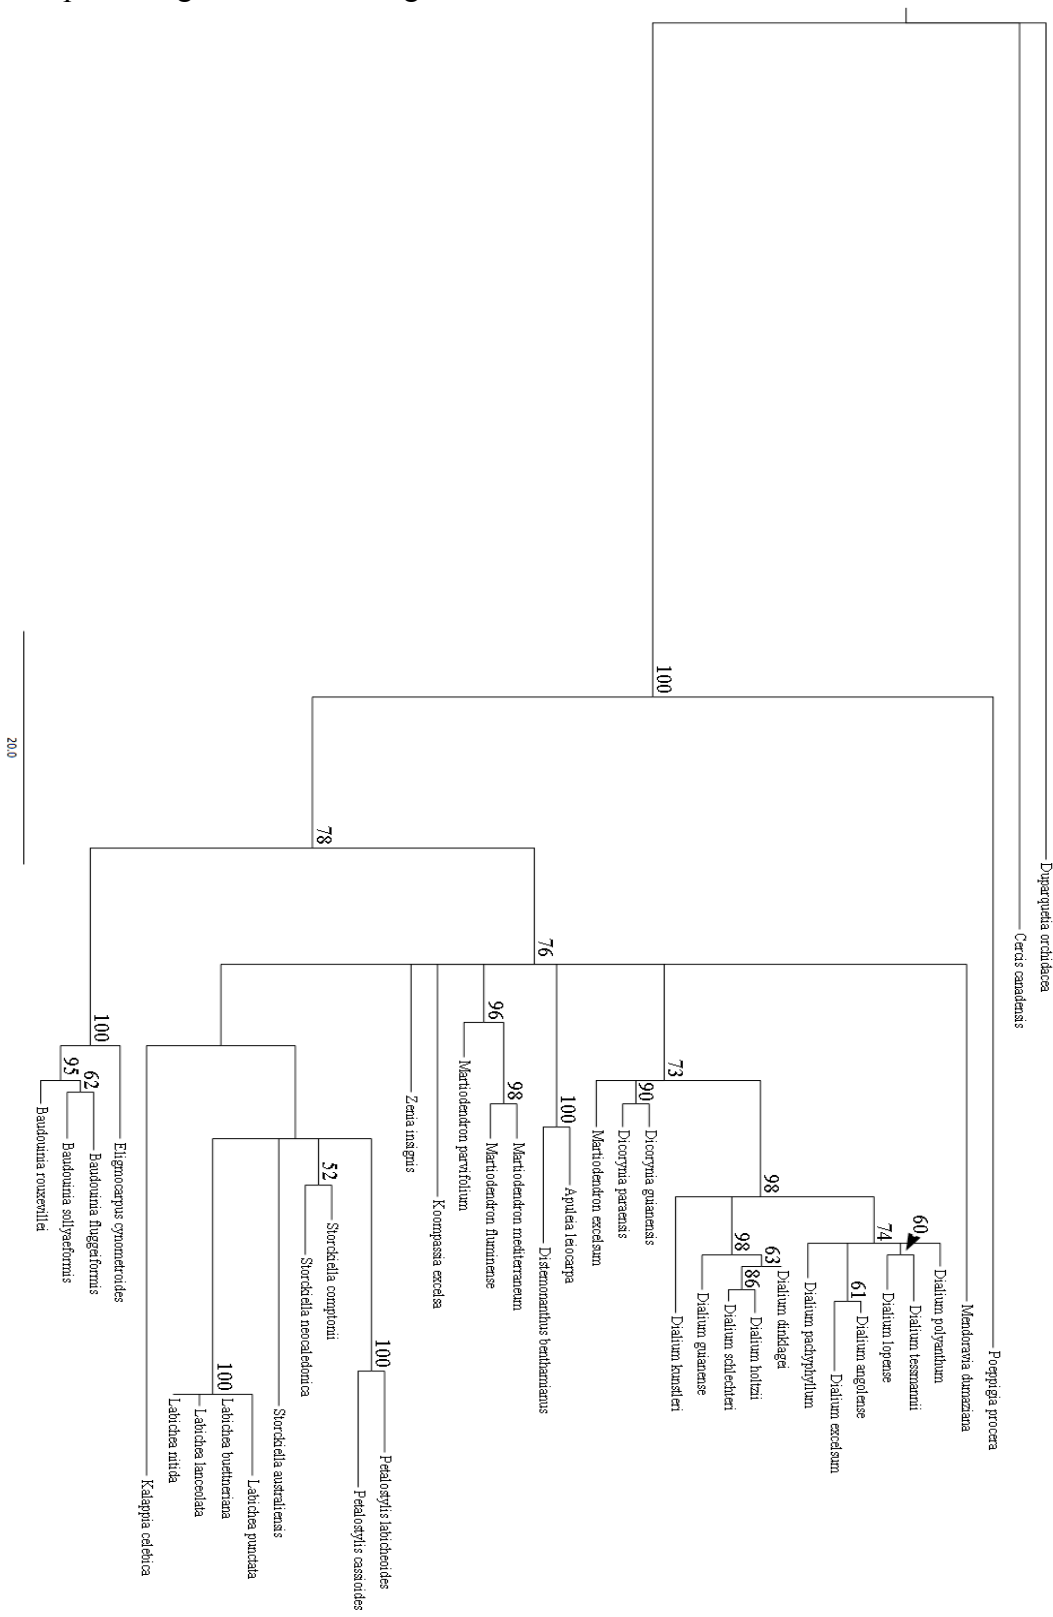 Duparquetia orchidacea
Cercis canadensis
100
Poeppigia procera
78
76
Mendoravia dumaziana
73
98
74
60
Dialium polyanthum
Dialium tessmannii
Dialium lopense
61
Dialium angolense
Dialium excelsum
Dialium pachyphyllum
98
63
Dialium dinklagei
86
Dialium holtzii
Dialium schlechteri
Dialium guianense
Dialium kunstleri
90
Dicorynia guianensis
Dicorynia paraensis
Martiodendron excelsum
100
Apuleia leiocarpa
Distemonanthus benthamianus
96
98
Martiodendron mediterraneum
Martiodendron fluminense
Martiodendron parvifolium
Koompassia excelsa
Zenia insignis
100
Petalostylis labicheoides
Petalostylis cassioides
52
Storckiella comptonii
Storckiella neocaledonica
Storckiella australiensis
100
Labichea punctata
Labichea buettneriana
Labichea lanceolata
Labichea nitida
Kalappia celebica
100
Eligmocarpus cynometroides
95
62
Baudouinia fluggeiformis
Baudouinia sollyaeformis
Baudouinia rouxevillei
20.0